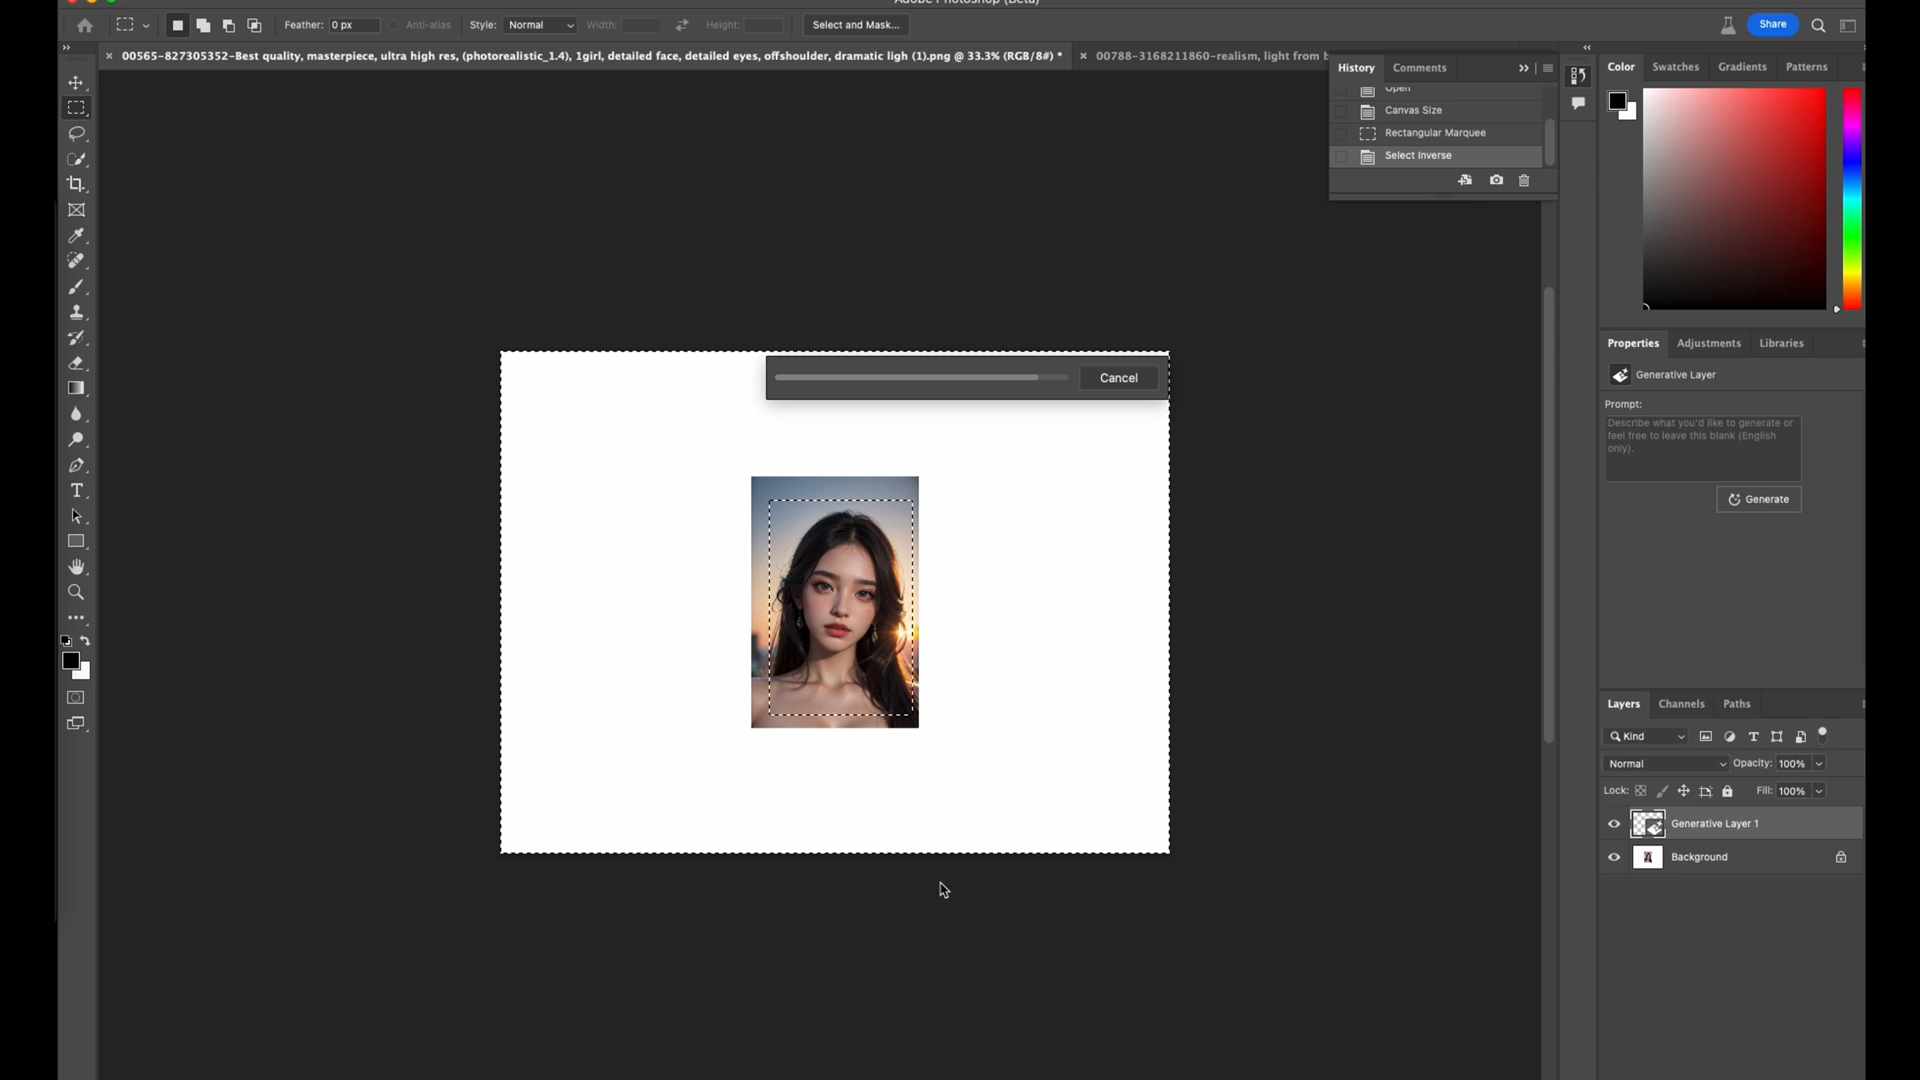 Adobe Photoshop (Beta)
Feather: 0 px
Anti-alias
Style: Normal
Width:
Height:
Select and Mask...
Share
00565-827305352-Best quality, masterpiece, ultra high res, (photorealistic_1.4), 1girl, detailed face, detailed eyes, offshoulder, dramatic ligh (1).png @ 33.3% (RGB/8#) *
00788-3168211860-realism, light from b
History
Comments
Open
Canvas Size
Rectangular Marquee
Select Inverse
Color
Swatches
Gradients
Patterns
Cancel
Properties
Adjustments
Libraries
Generative Layer
Prompt:
Describe what you'd like to generate or
feel free to leave this blank (English
only).
Generate
Layers
Channels
Paths
Kind
Normal
Opacity: 100%
Lock:
Fill: 100%
Generative Layer 1
Background